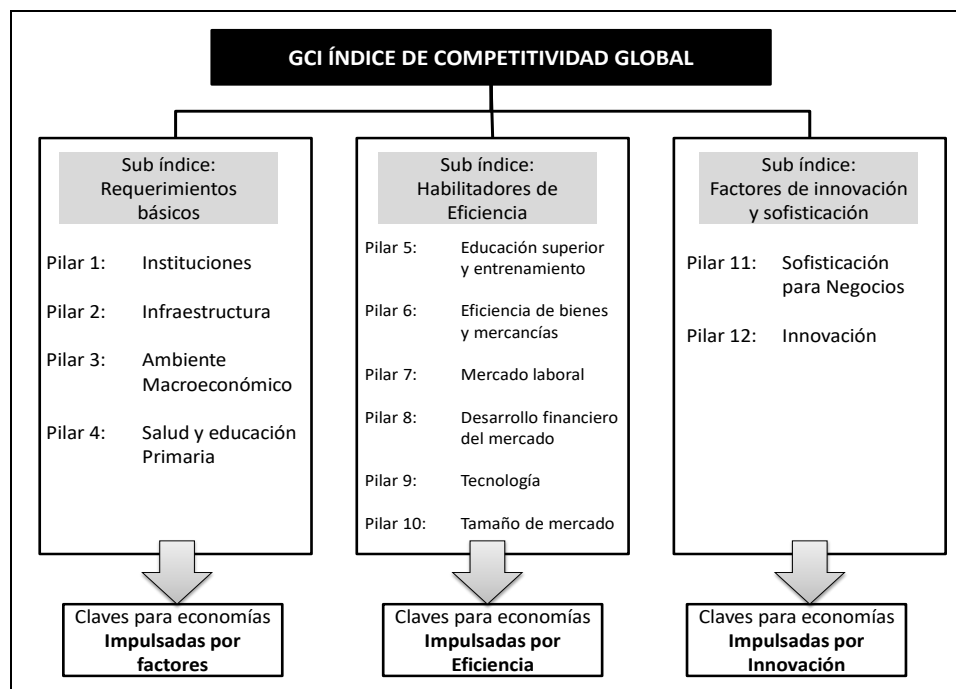 GCI ÍNDICE DE COMPETITIVIDAD GLOBAL
Sub índice:
Requerimientos
básicos
Pilar 1: Instituciones
Pilar 2: Infraestructura
Pilar 3: Ambiente
Macroeconómico
Pilar 4: Salud y educación
Primaria
Claves para economías
Impulsadas por
factores
Sub índice:
Habilitadores de
Eficiencia
Pilar 5: Educación superior
y entrenamiento
Pilar 6: Eficiencia de bienes
y mercancías
Pilar 7: Mercado laboral
Pilar 8: Desarrollo financiero
del mercado
Pilar 9: Tecnología
Pilar 10: Tamaño de mercado
Claves para economías
Impulsadas por
Eficiencia
Sub índice:
Factores de innovación
y sofisticación
Pilar 11: Sofisticación
para Negocios
Pilar 12: Innovación
Claves para economías
Impulsadas por
Innovación